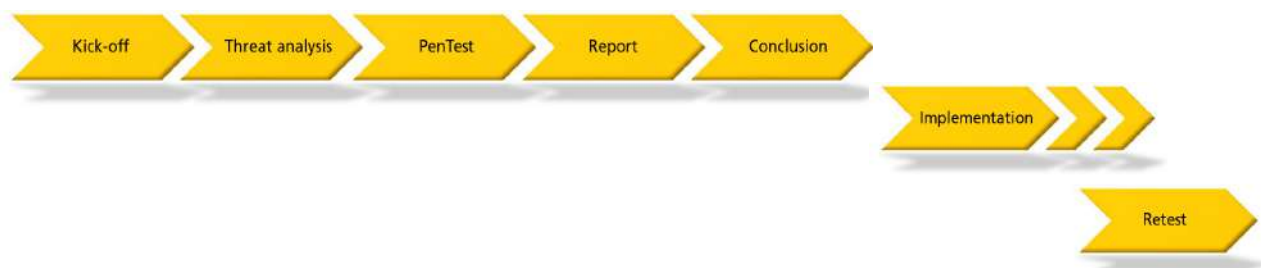 Kick-off
Threat analysis
PenTest
Report
Conclusion
Implementation
Retest